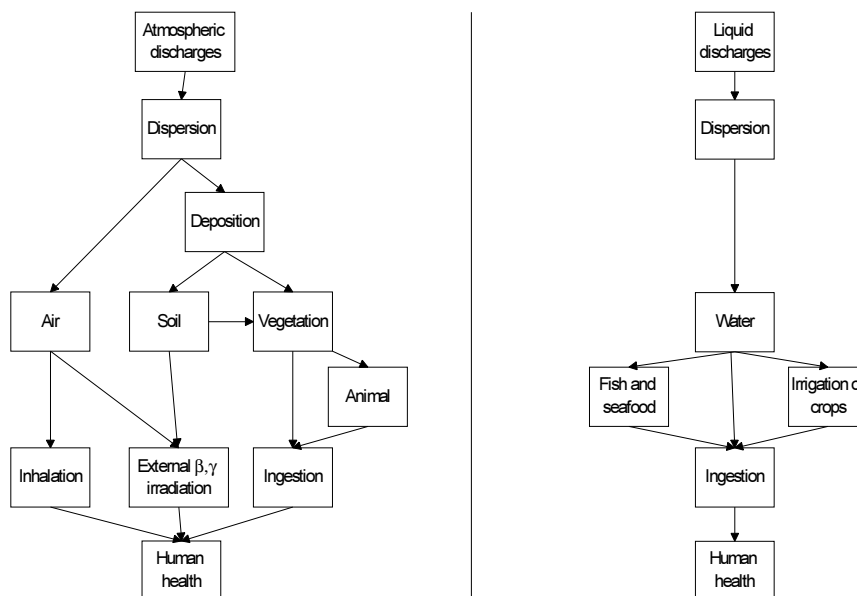 Atmospheric
discharges
Dispersion
Deposition
Air
Soil
Vegetation
Animal
Inhalation
External β,γ
irradiation
Ingestion
Human
health
Liquid
discharges
Dispersion
Water
Fish and
seafood
Irrigation o
crops
Ingestion
Human
health